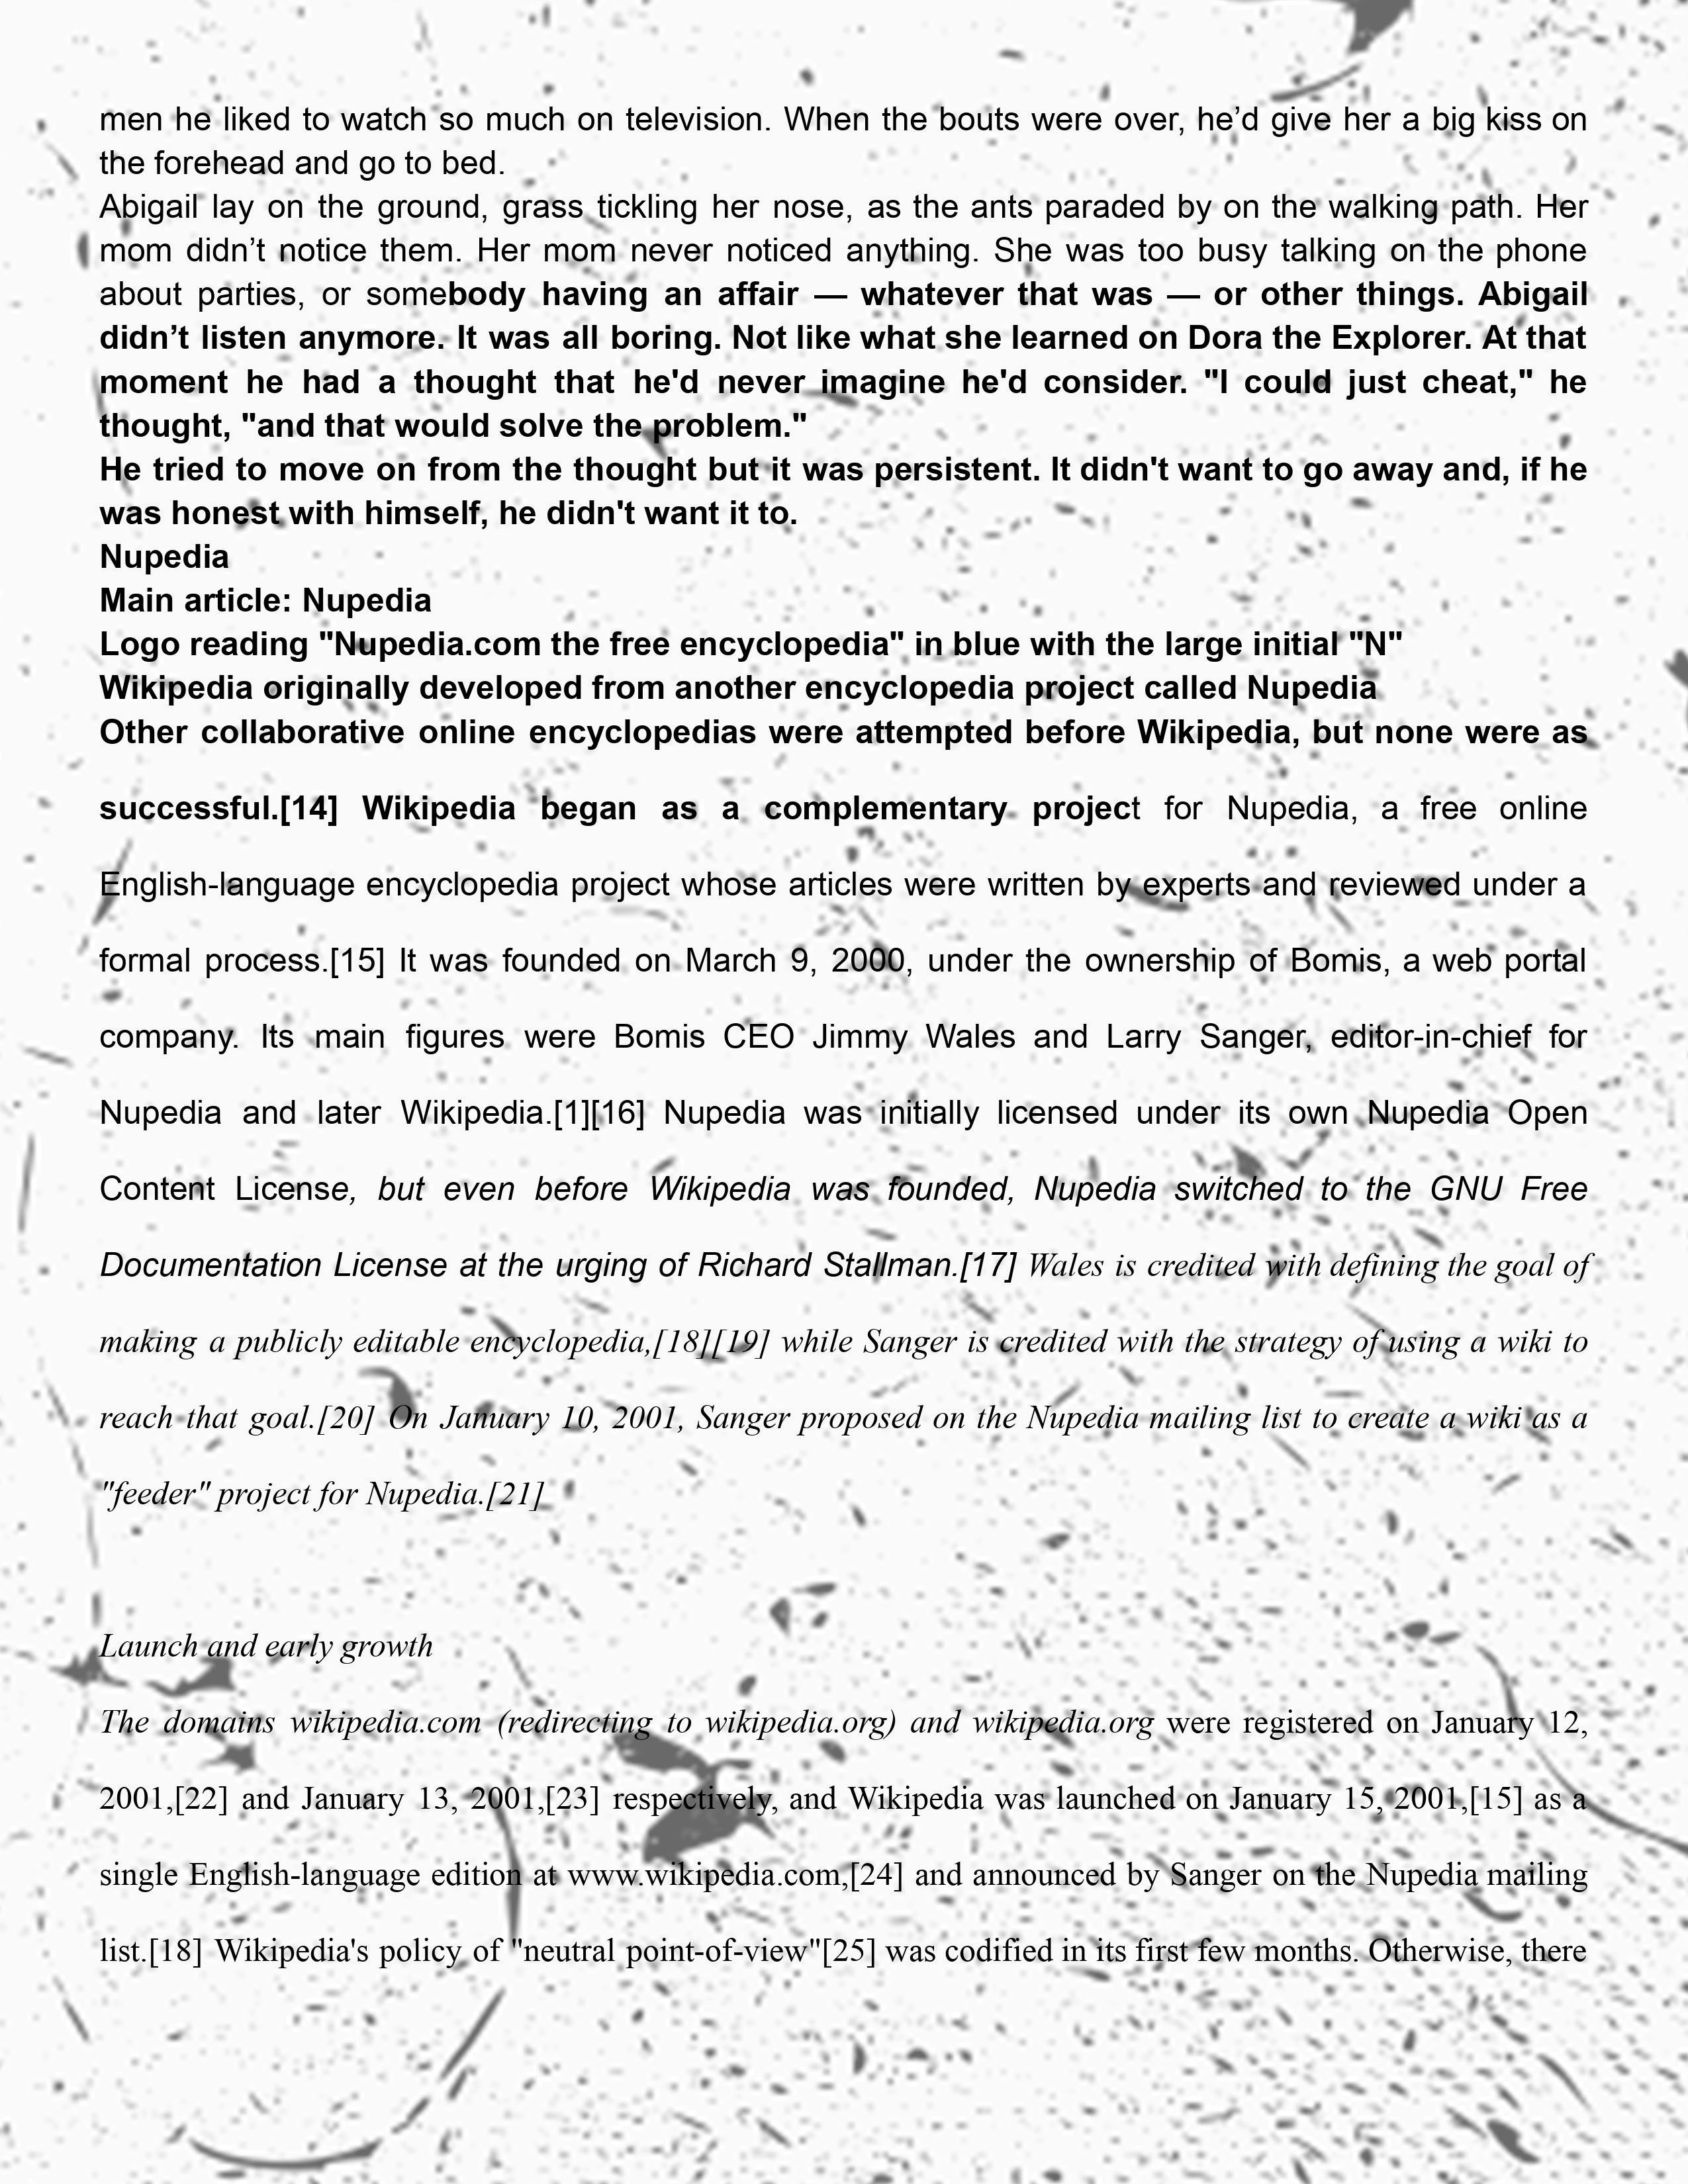 men he liked to watch so much on television. When the bouts were over, he’d give her a big kiss on
the forehead and go to bed.
Abigail lay on the ground, grass tickling her nose, as the ants paraded by on the walking path. Her
mom didn’t notice them. Her mom never noticed anything. She was too busy talking on the phone
about parties, or somebody having an affair — whatever that was — or other things. Abigail
didn’t listen anymore. It was all boring. Not like what she learned on Dora the Explorer. At that
moment he had a thought that he'd never imagine he'd consider. "I could just cheat," he
thought, "and that would solve the problem."
He tried to move on from the thought but it was persistent. It didn't want to go away and, if he
was honest with himself, he didn't want it to.
Nupedia
Main article: Nupedia
Logo reading "Nupedia.com the free encyclopedia" in blue with the large initial "N"
Wikipedia originally developed from another encyclopedia project called Nupedia
Other collaborative online encyclopedias were attempted before Wikipedia, but none were as
successful.[14] Wikipedia began as a complementary project for Nupedia, a free online
English-language encyclopedia project whose articles were written by experts and reviewed under a
formal process.[15] It was founded on March 9, 2000, under the ownership of Bomis, a web portal
company. Its main figures were Bomis CEO Jimmy Wales and Larry Sanger, editor-in-chief for
Nupedia and later Wikipedia.[1][16] Nupedia was initially licensed under its own Nupedia Open
Content License, but even before Wikipedia was founded, Nupedia switched to the GNU Free
Documentation License at the urging of Richard Stallman.[17] Wales is credited with defining the goal of
making a publicly editable encyclopedia,[18][19] while Sanger is credited with the strategy of using a wiki to
reach that goal.[20] On January 10, 2001, Sanger proposed on the Nupedia mailing list to create a wiki as a
"feeder" project for Nupedia.[21]
Launch and early growth
The domains wikipedia.com (redirecting to wikipedia.org) and wikipedia.org were registered on January 12,
2001,[22] and January 13, 2001,[23] respectively, and Wikipedia was launched on January 15, 2001,[15] as a
single English-language edition at www.wikipedia.com,[24] and announced by Sanger on the Nupedia mailing
list.[18] Wikipedia's policy of "neutral point-of-view"[25] was codified in its first few months. Otherwise, there